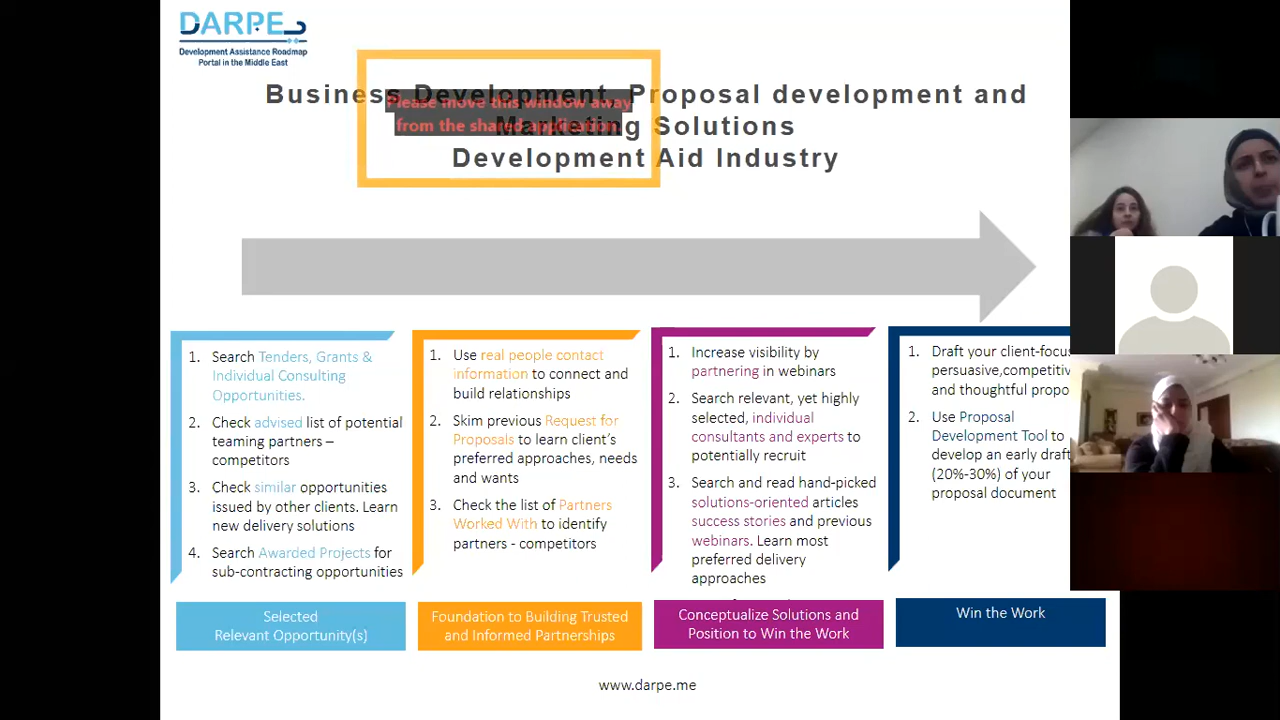 DARPE
Development Assistance Roadmap
Portal in the Middle East
Business Development, Proposal development and
Marketing Solutions
Development Aid Industry
Please move this window away
from the shared application.
1. Search Tenders, Grants &
Individual Consulting
Opportunities.
2. Check advised list of potential
teaming partners –
competitors
3. Check similar opportunities
issued by other clients. Learn
new delivery solutions
4. Search Awarded Projects for
sub-contracting opportunities
Selected
Relevant Opportunity(s)
1. Use real people contact
information to connect and
build relationships
2. Skim previous Request for
Proposals to learn client's
preferred approaches, needs
and wants
3. Check the list of Partners
Worked With to identify
partners - competitors
Foundation to Building Trusted
and Informed Partnerships
1. Increase visibility by
partnering in webinars
2. Search relevant, yet highly
selected, individual
consultants and experts to
potentially recruit
3. Search and read hand-picked
solutions-oriented articles
success stories and previous
webinars. Learn most
preferred delivery
approaches
Conceptualize Solutions and
Position to Win the Work
1. Draft your client-focus
persuasive,competitiv
and thoughtful propo
2. Use Proposal
Development Tool to
develop an early draft
(20%-30%) of your
proposal document
Win the Work
www.darpe.me